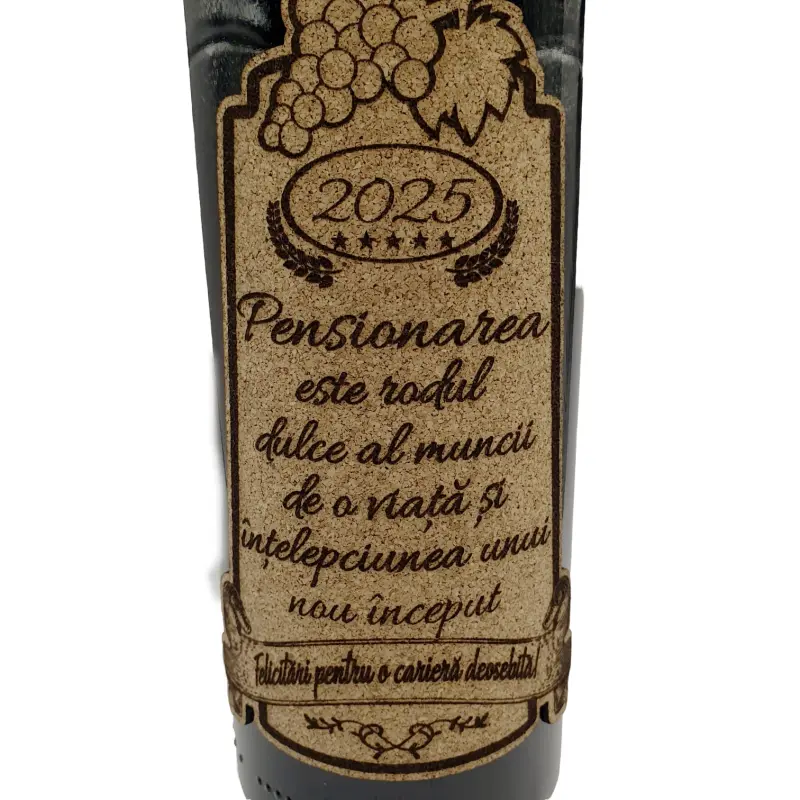 2025
Pensionarea
este rodul
dulce al muncii
de o viață și
înțelepciunea unui
nou început
Felicitări pentru o carieră deosebită!